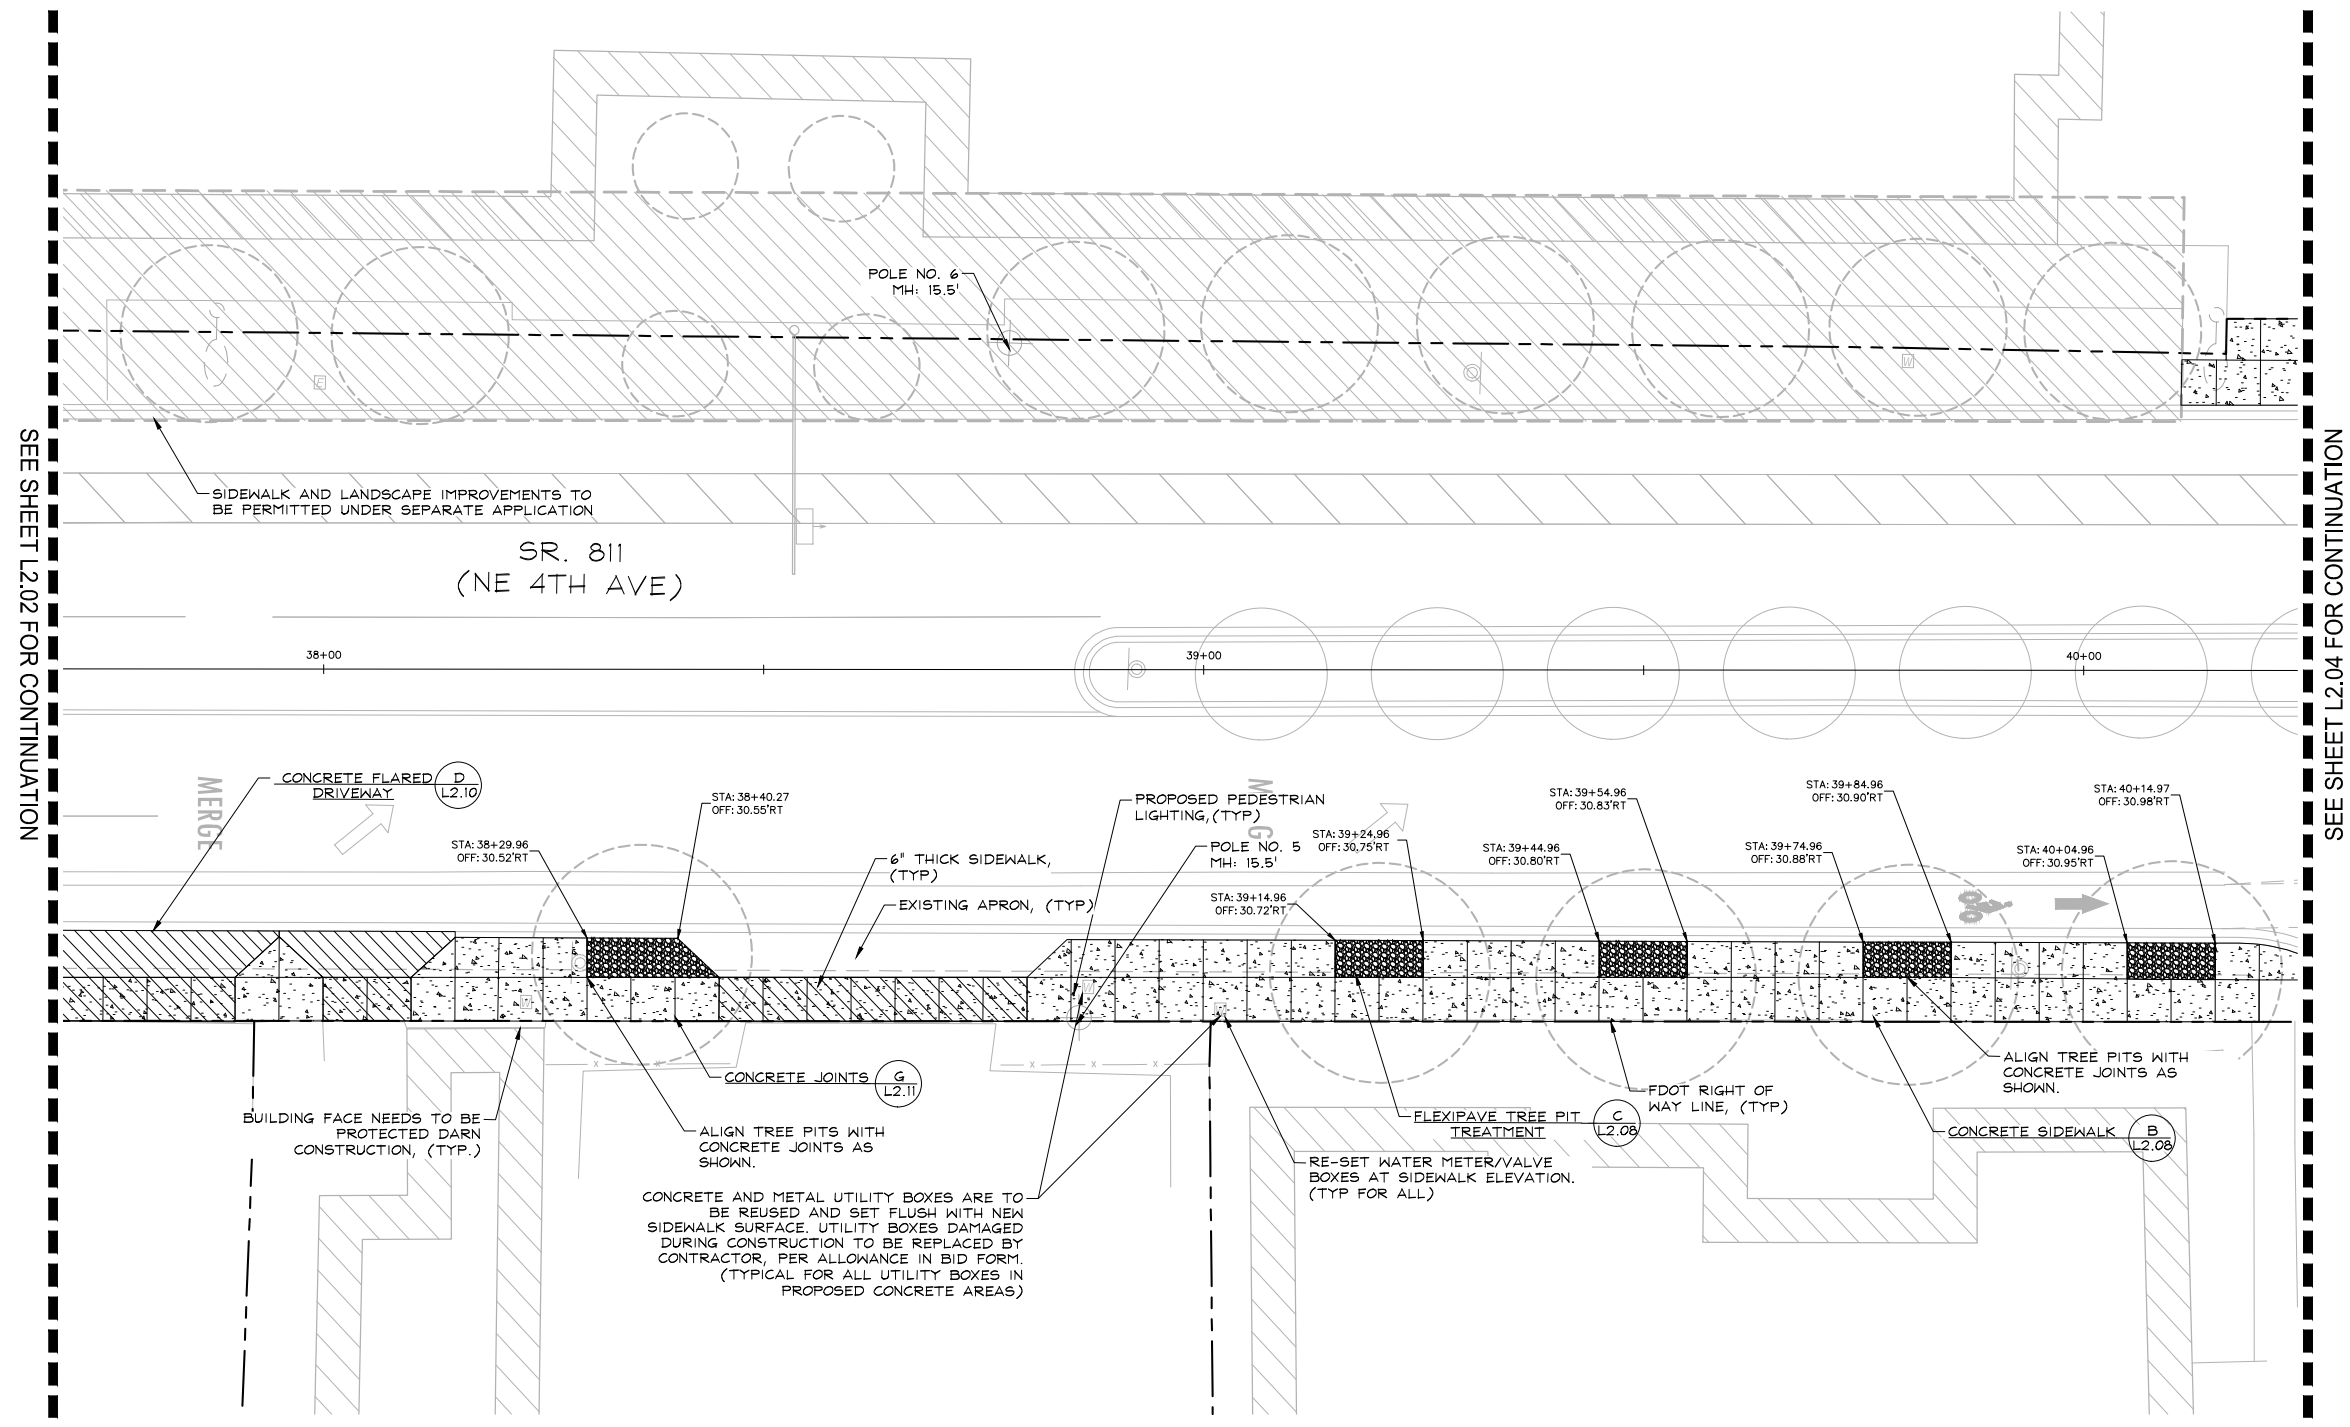 SEE SHEET L2.02 FOR CONTINUATION
SEE SHEET L2.04 FOR CONTINUATION
POLE NO. 6
MH: 15.5'
E
W
SIDEWALK AND LANDSCAPE IMPROVEMENTS TO
BE PERMITTED UNDER SEPARATE APPLICATION
SR. 811
(NE 4TH AVE)
38+00
39+00
40+00
MERGE
CONCRETE FLARED
DRIVEWAY
D
L2.10
STA: 38+29.96
OFF: 30.52'RT
STA: 38+40.27
OFF: 30.55'RT
6" THICK SIDEWALK,
(TYP)
EXISTING APRON, (TYP)
PROPOSED PEDESTRIAN
LIGHTING,(TYP)
M G
POLE NO. 5
MH: 15.5'
STA: 39+14.96
OFF: 30.72'RT
STA: 39+24.96
OFF: 30.75'RT
STA: 39+44.96
OFF: 30.80'RT
STA: 39+54.96
OFF: 30.83'RT
STA: 39+74.96
OFF: 30.88'RT
STA: 39+84.96
OFF: 30.90'RT
STA: 40+04.96
OFF: 30.95'RT
STA: 40+14.97
OFF: 30.98'RT
W
W
BUILDING FACE NEEDS TO BE
PROTECTED DARN
CONSTRUCTION, (TYP.)
CONCRETE JOINTS
G
L2.11
ALIGN TREE PITS WITH
CONCRETE JOINTS AS
SHOWN.
CONCRETE AND METAL UTILITY BOXES ARE TO
BE REUSED AND SET FLUSH WITH NEW
SIDEWALK SURFACE. UTILITY BOXES DAMAGED
DURING CONSTRUCTION TO BE REPLACED BY
CONTRACTOR, PER ALLOWANCE IN BID FORM.
(TYPICAL FOR ALL UTILITY BOXES IN
PROPOSED CONCRETE AREAS)
RE-SET WATER METER/VALVE
BOXES AT SIDEWALK ELEVATION.
(TYP FOR ALL)
FLEXIPAVE TREE PIT
TREATMENT
C
L2.08
FDOT RIGHT OF
WAY LINE, (TYP)
ALIGN TREE PITS WITH
CONCRETE JOINTS AS
SHOWN.
CONCRETE SIDEWALK
B
L2.08